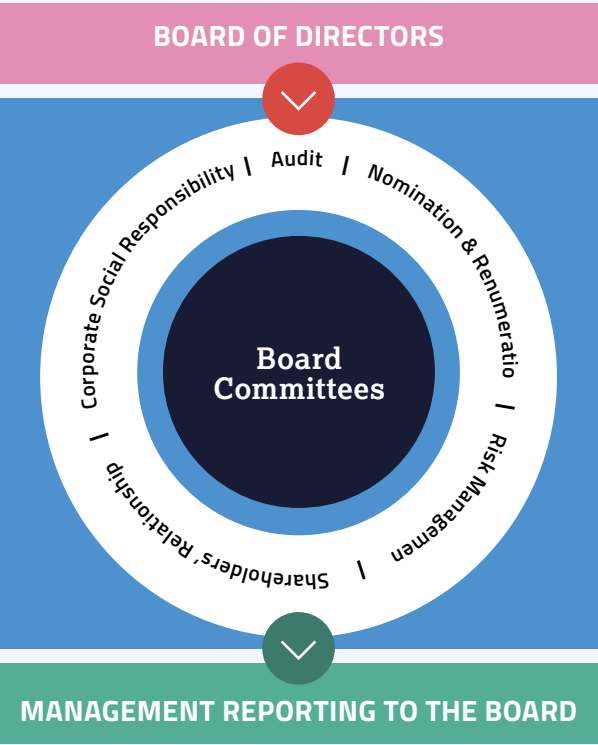 BOARD OF DIRECTORS
Audit
Nomination & Renumeratio
Risk Managemen
Shareholders’ Relationship
Corporate Social Responsibility
Board
Committees
MANAGEMENT REPORTING TO THE BOARD